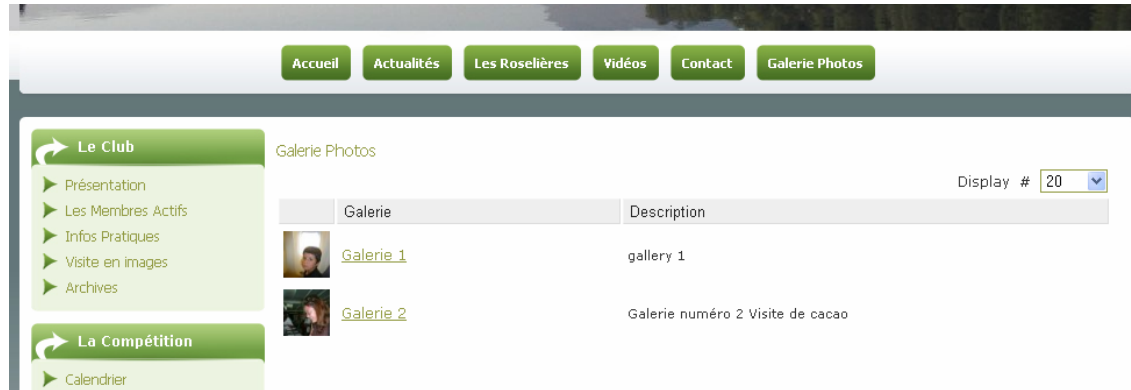 Accueil Actualités Les Roselières Vidéos Contact Galerie Photos
Le Club
Présentation
Les Membres Actifs
Infos Pratiques
Visite en images
Archives
La Compétition
Calendrier
Galerie Photos
Display # 20
Galerie Description
Galerie 1 gallery 1
Galerie 2 Galerie numéro 2 Visite de cacao